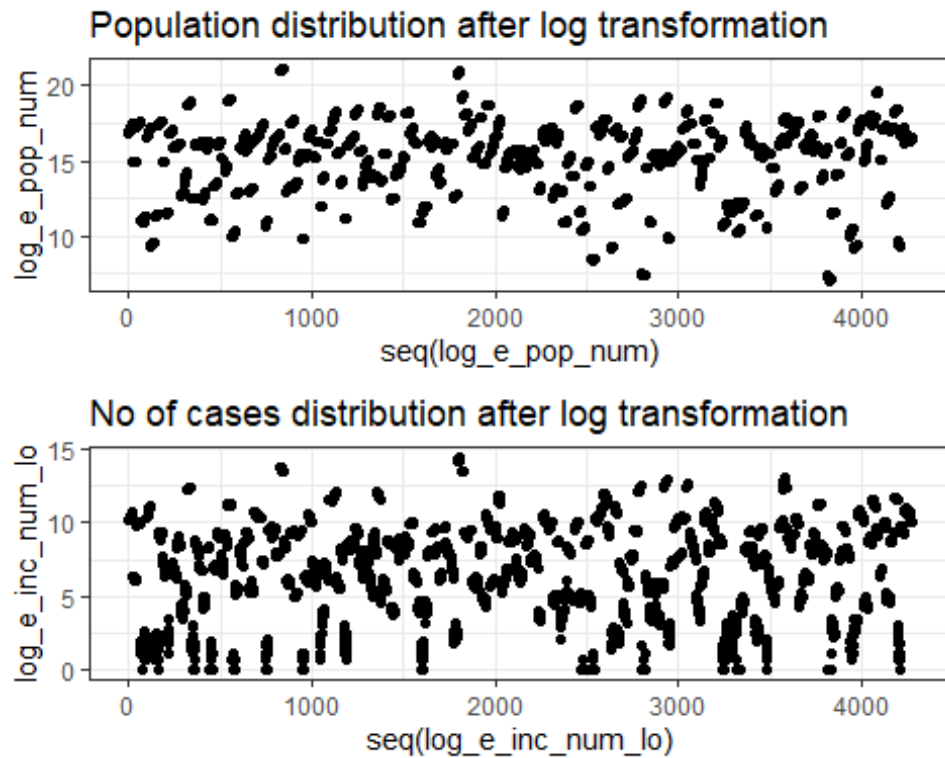 Population distribution after log transformation
log_e_pop_num
20
15
10
0 1000 2000 3000 4000
seq(log_e_pop_num)
No of cases distribution after log transformation
log_e_inc_num_lo
15
10
5
0
0 1000 2000 3000 4000
seq(log_e_inc_num_lo)